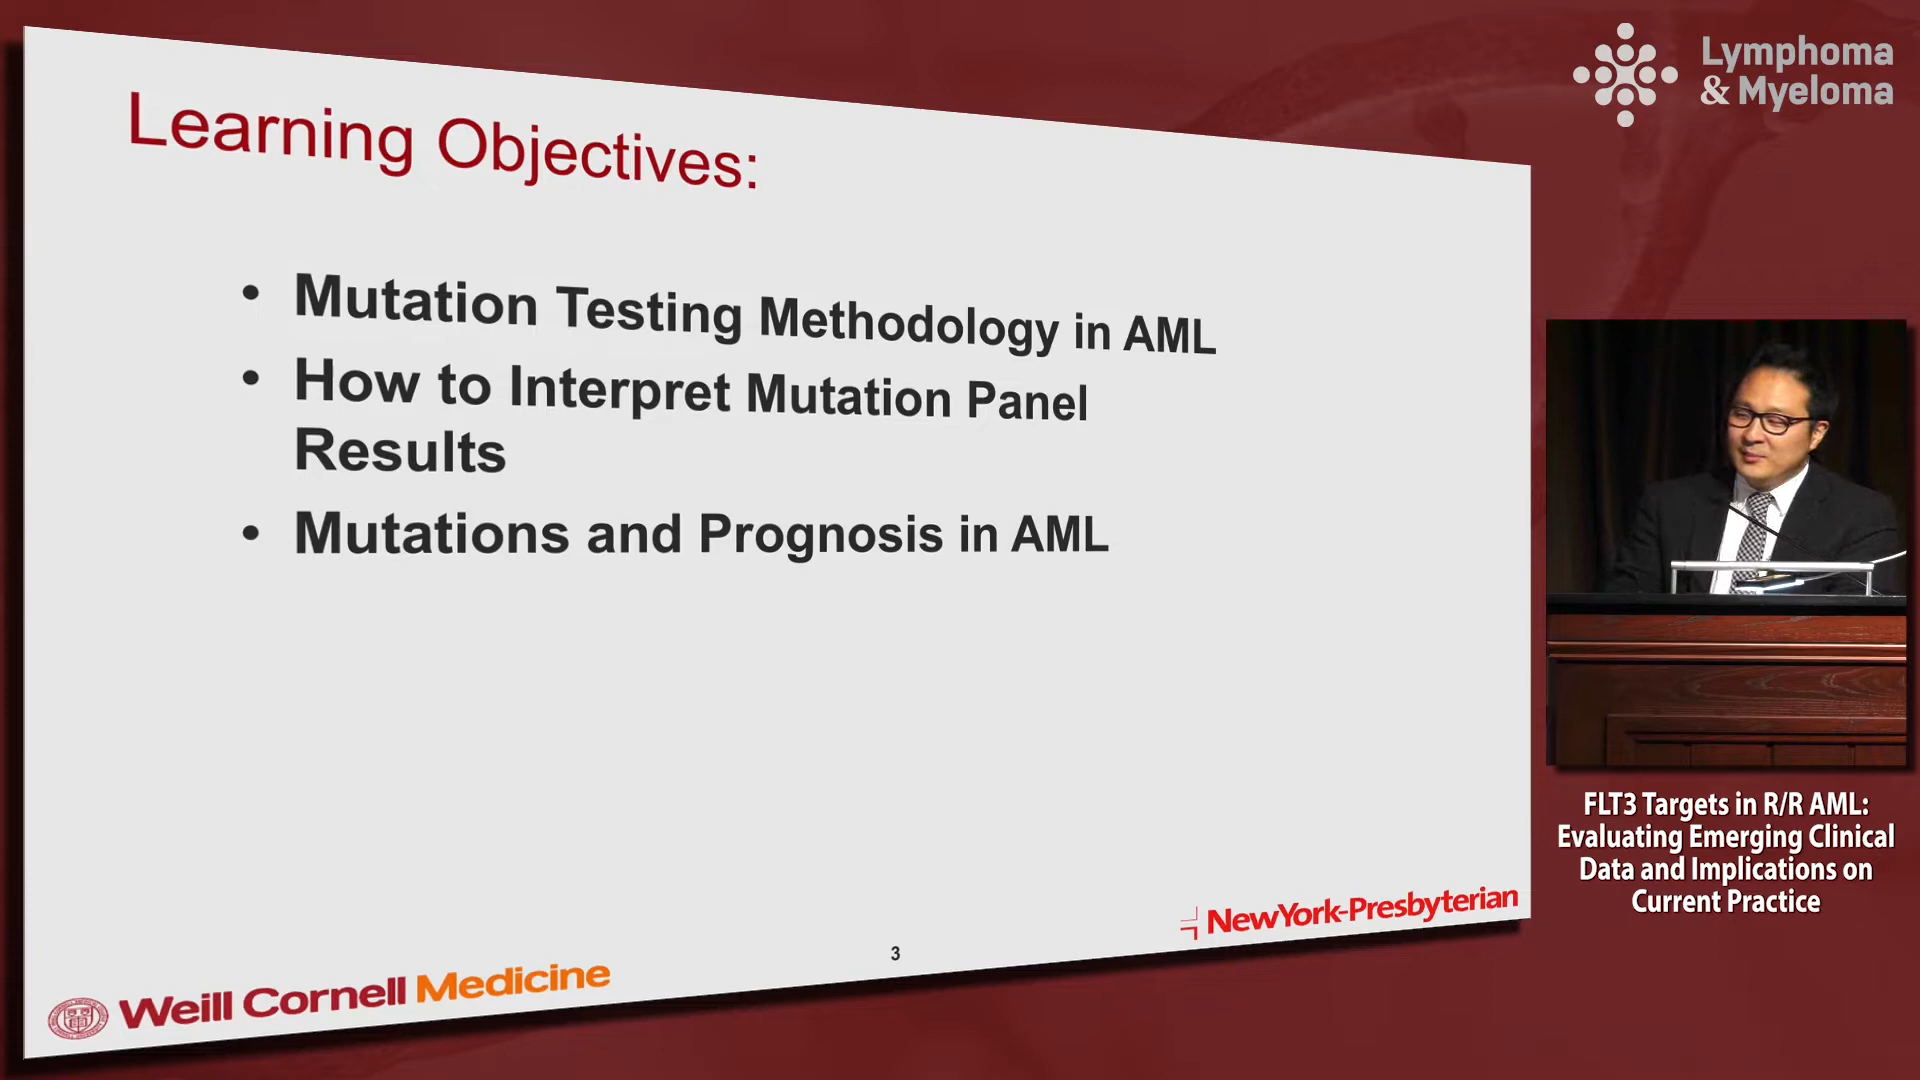 Learning Objectives:
• Mutation Testing Methodology in AML
• How to Interpret Mutation Panel
Results
• Mutations and Prognosis in AML
NewYork-Presbyterian
3
Weill Cornell Medicine
Lymphoma
& Myeloma
FLT3 Targets in R/R AML:
Evaluating Emerging Clinical
Data and Implications on
Current Practice